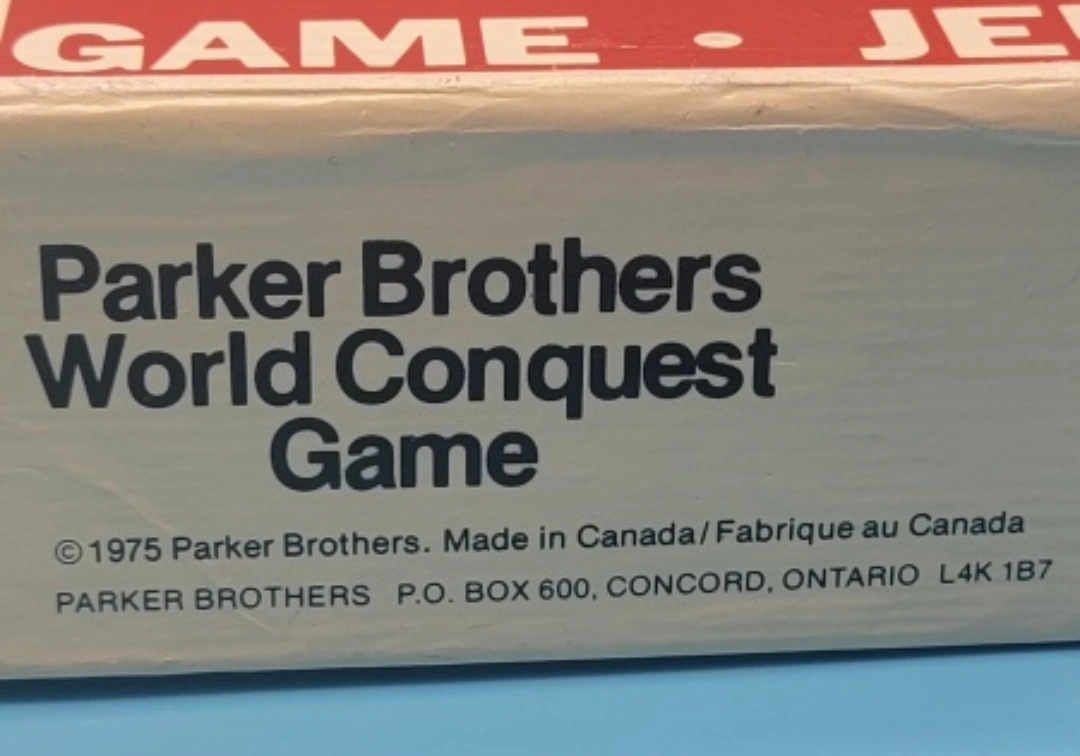 GAME • JE
Parker Brothers
World Conquest
Game
©1975 Parker Brothers. Made in Canada/Fabrique au Canada
PARKER BROTHERS P.O. BOX 600, CONCORD, ONTARIO L4K 1B7